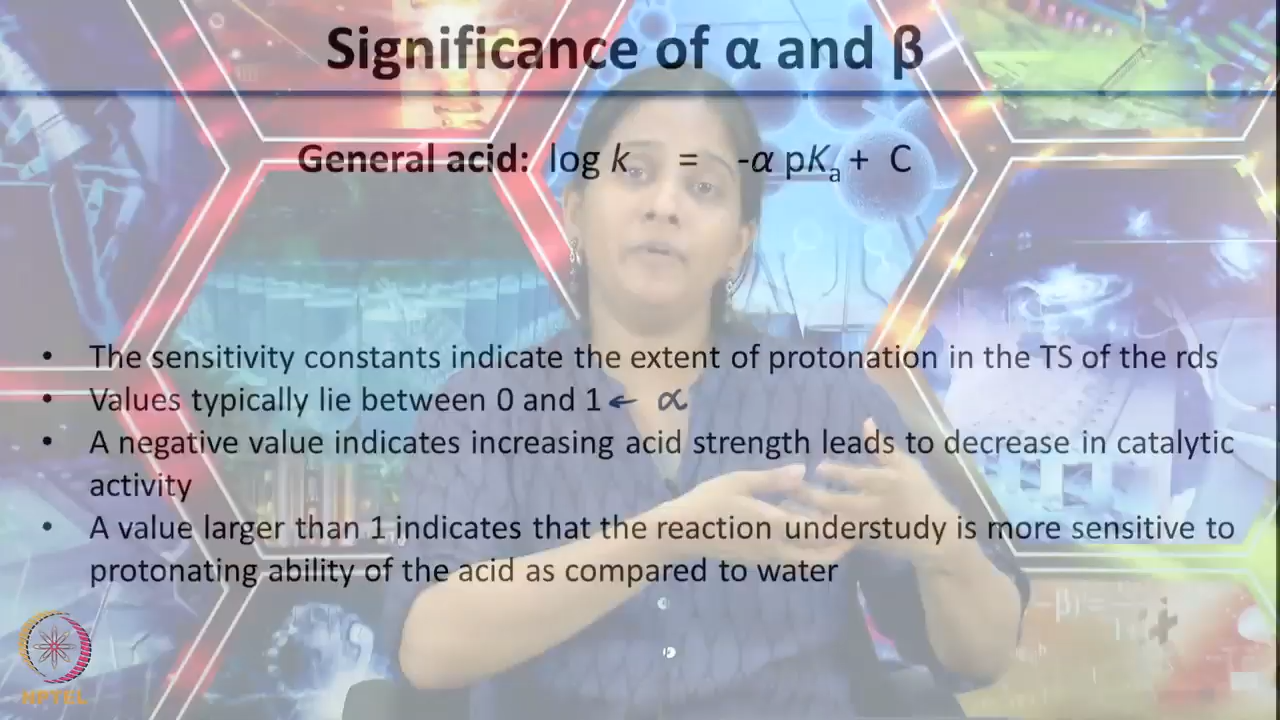 Significance of α and β
General acid: log k = -α pKa + C
• The sensitivity constants indicate the extent of protonation in the TS of the rds
• Values typically lie between 0 and 1 ← α
• A negative value indicates increasing acid strength leads to decrease in catalytic
activity
• A value larger than 1 indicates that the reaction understudy is more sensitive to
protonating ability of the acid as compared to water
NPTEL